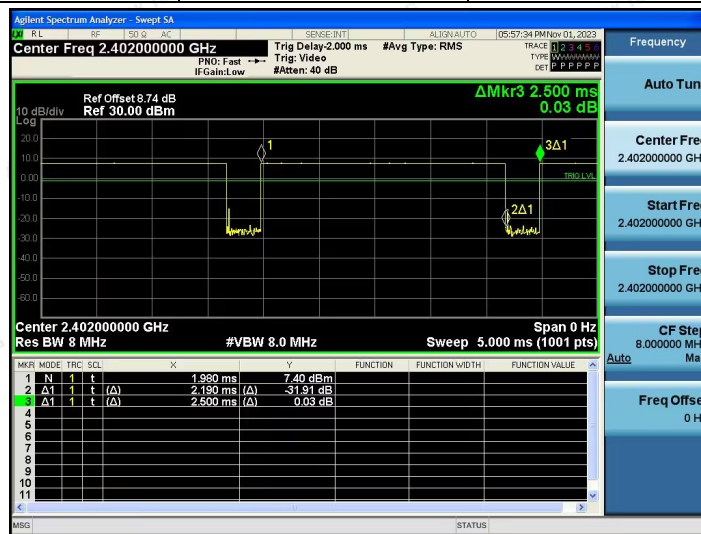 Agilent Spectrum Analyzer - Swept SA
RL RF 50 Ω AC SENSE:INT ALIGN AUTO 05:57:34 PM Nov 01, 2023
Center Freq 2.402000000 GHz
PNO: Fast
IFGain:Low
Trig Delay-2.000 ms
Trig: Video
#Atten: 40 dB
#Avg Type: RMS
TRACE 1 2 3 4 5 6
TYPE WWWWWW
DET P P P P P P
Ref Offset 8.74 dB
Ref 30.00 dBm
ΔMkr3 2.500 ms
0.03 dB
10 dB/div
Log
20.0
10.0
0.00
-10.0
-20.0
-30.0
-40.0
-50.0
-60.0
1
3Δ1
TRIG LVL
2Δ1
Center 2.402000000 GHz Span 0 Hz
Res BW 8 MHz #VBW 8.0 MHz Sweep 5.000 ms (1001 pts)
MKR MODE TRC SCL X Y FUNCTION FUNCTION WIDTH FUNCTION VALUE
1 N 1 t 1.980 ms 7.40 dBm
2 Δ1 1 t (Δ) 2.190 ms (Δ) -31.91 dB
3 Δ1 1 t (Δ) 2.500 ms (Δ) 0.03 dB
4
5
6
7
8
9
10
11
MSG STATUS
Frequency
Auto Tun
Center Fre
2.402000000 GH
Start Fre
2.402000000 GH
Stop Fre
2.402000000 GH
CF Step
8.000000 MH
Auto Ma
Freq Offse
0 H